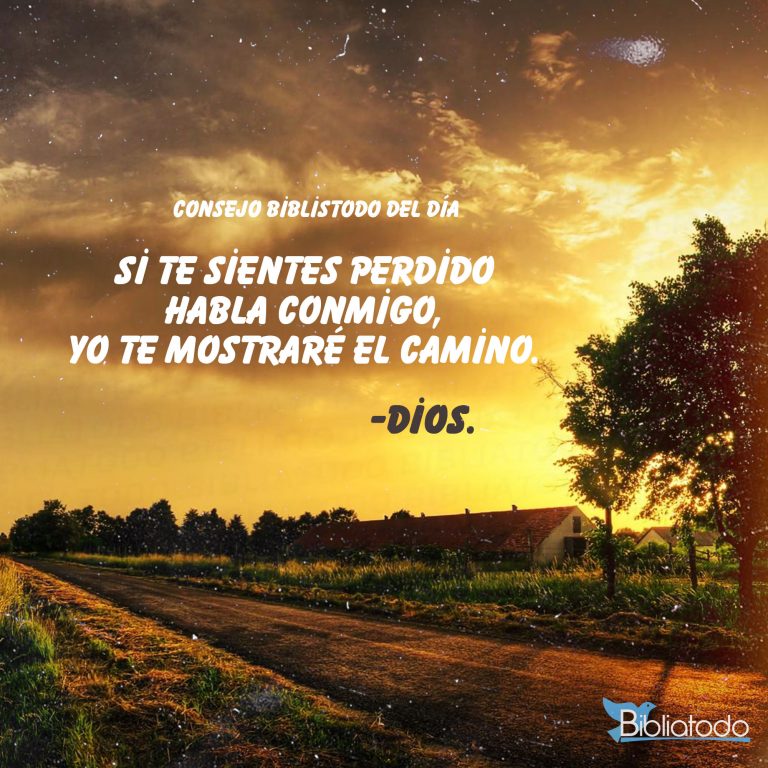 CONSEJO BIBLISTODO DEL DÍA
SI TE SIENTES PERDIDO
HABLA CONMIGO,
YO TE MOSTRARÉ EL CAMINO.
-DIOS.
Bibliatodo